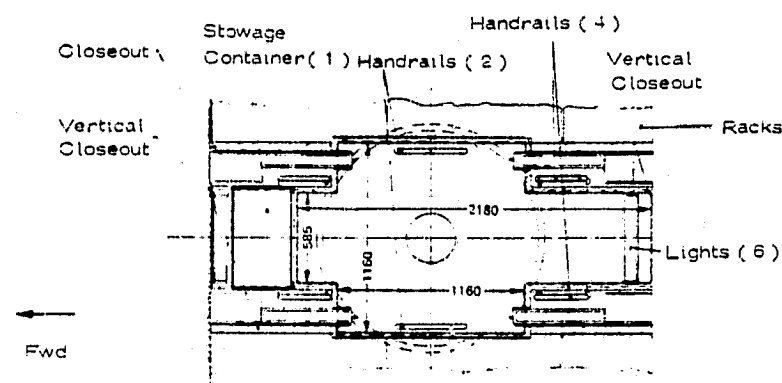 Handrails ( 4 )
Stowage
Container ( 1 )
Handrails ( 2 )
Closeout
Vertical
Closeout
Vertical
Closeout
Racks
2180
585
1160
1160
Lights ( 6 )
Fwd